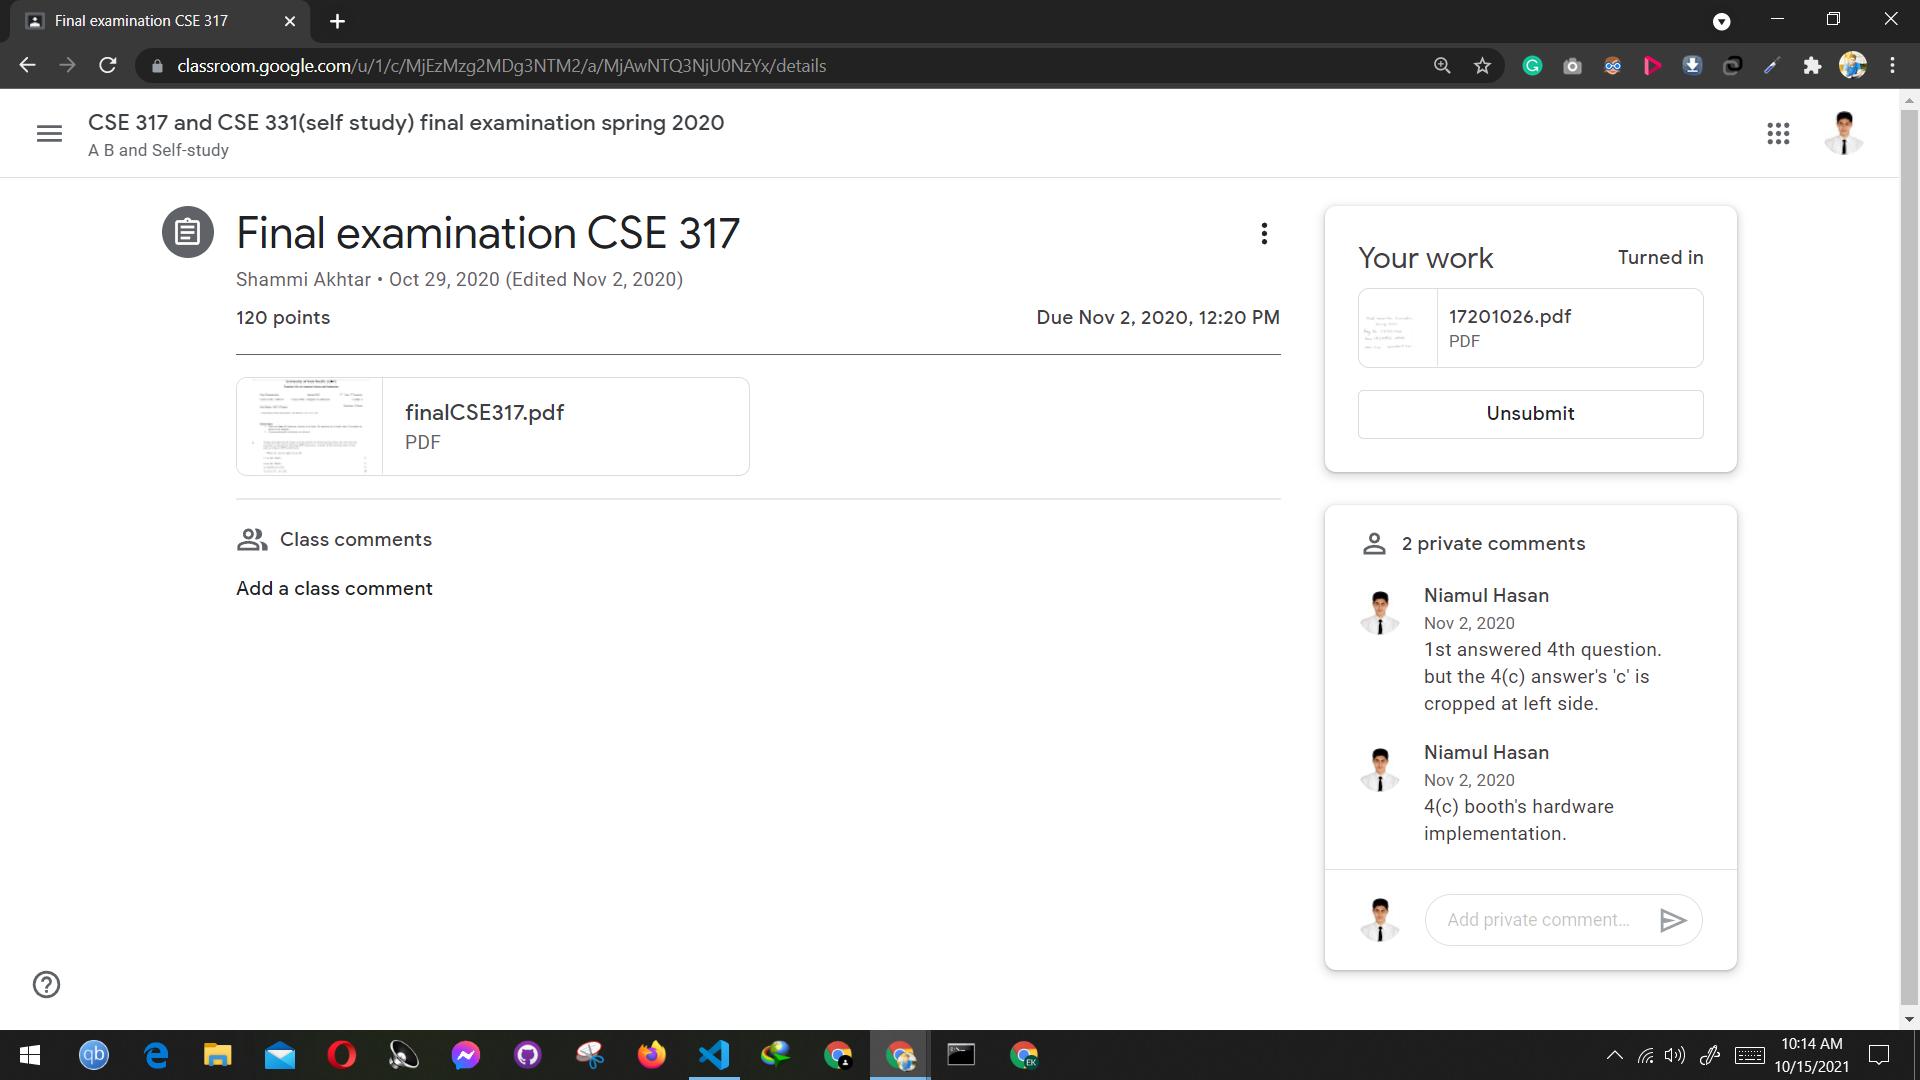 Final examination CSE 317
classroom.google.com/u/1/c/MjEzMzg2MDg3NTM2/a/MjAwNTQ3NjU0NzYx/details
CSE 317 and CSE 331(self study) final examination spring 2020
A B and Self-study
Final examination CSE 317
Shammi Akhtar • Oct 29, 2020 (Edited Nov 2, 2020)
120 points
Due Nov 2, 2020, 12:20 PM
finalCSE317.pdf
PDF
Class comments
Add a class comment
Your work
Turned in
17201026.pdf
PDF
Unsubmit
2 private comments
Niamul Hasan
Nov 2, 2020
1st answered 4th question.
but the 4(c) answer's 'c' is
cropped at left side.
Niamul Hasan
Nov 2, 2020
4(c) booth's hardware
implementation.
Add private comment...
qb
EK
10:14 AM
10/15/2021